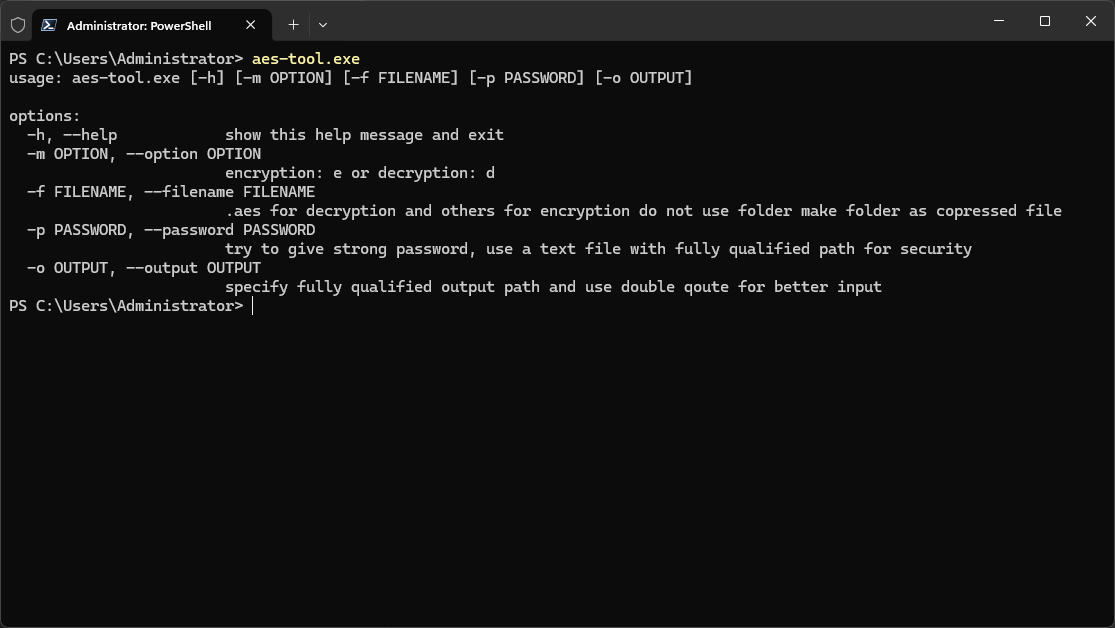 Administrator: PowerShell
PS C:\Users\Administrator> aes-tool.exe
usage: aes-tool.exe [-h] [-m OPTION] [-f FILENAME] [-p PASSWORD] [-o OUTPUT]
options:
-h, --help show this help message and exit
-m OPTION, --option OPTION
encryption: e or decryption: d
-f FILENAME, --filename FILENAME
.aes for decryption and others for encryption do not use folder make folder as copressed file
-p PASSWORD, --password PASSWORD
try to give strong password, use a text file with fully qualified path for security
-o OUTPUT, --output OUTPUT
specify fully qualified output path and use double qoute for better input
PS C:\Users\Administrator>